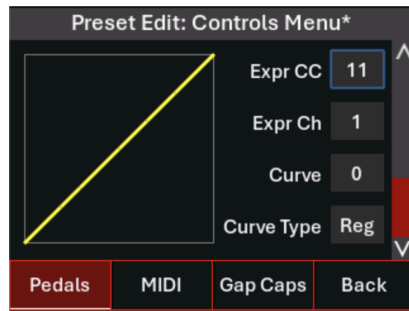 Preset Edit: Controls Menu*
Expr CC 11
Expr Ch 1
Curve 0
Curve Type Reg
Pedals MIDI Gap Caps Back